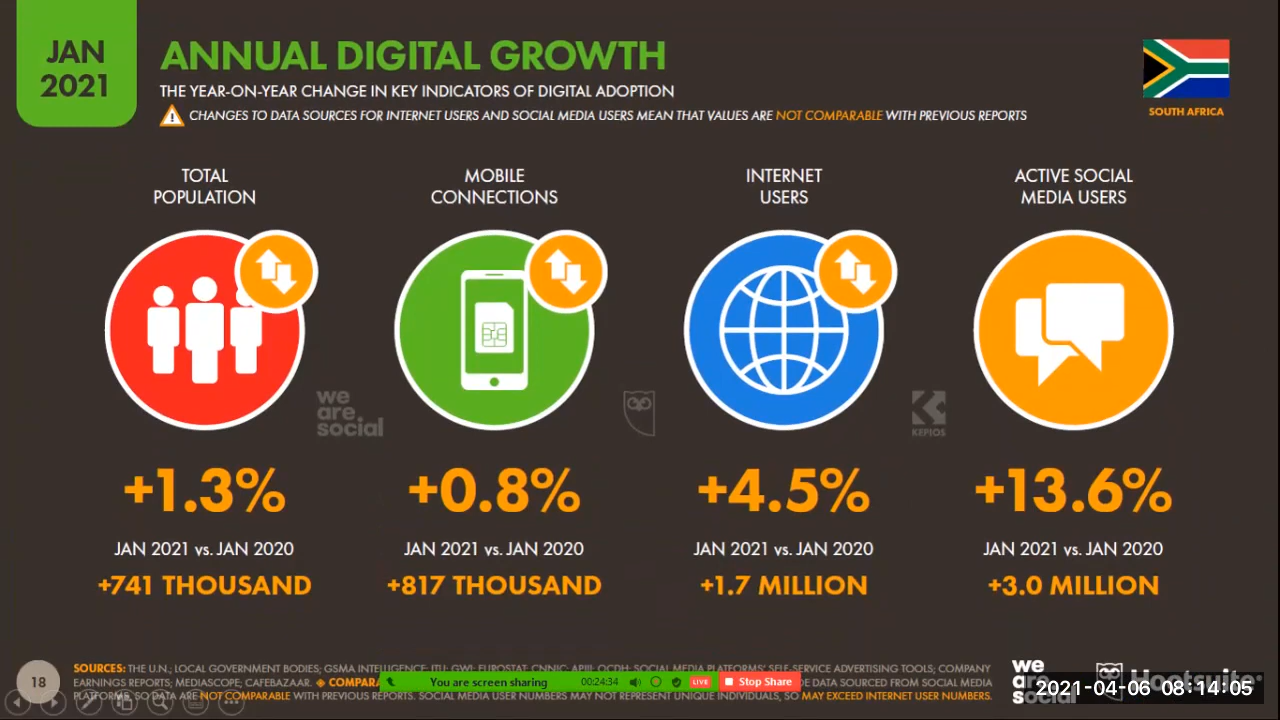 JAN
2021
ANNUAL DIGITAL GROWTH
THE YEAR-ON-YEAR CHANGE IN KEY INDICATORS OF DIGITAL ADOPTION
CHANGES TO DATA SOURCES FOR INTERNET USERS AND SOCIAL MEDIA USERS MEAN THAT VALUES ARE NOT COMPARABLE WITH PREVIOUS REPORTS
SOUTH AFRICA
TOTAL
POPULATION
MOBILE
CONNECTIONS
INTERNET
USERS
ACTIVE SOCIAL
MEDIA USERS
we
are
social
KEPIOS
+1.3%
+0.8%
+4.5%
+13.6%
JAN 2021 vs. JAN 2020
JAN 2021 vs. JAN 2020
JAN 2021 vs. JAN 2020
JAN 2021 vs. JAN 2020
+741 THOUSAND
+817 THOUSAND
+1.7 MILLION
+3.0 MILLION
18
SOURCES: THE U.N.; LOCAL GOVERNMENT BODIES; GSMA INTELLIGENCE; ITU; GWI; EUROSTAT; CNNIC; APJII; OCDH; SOCIAL MEDIA PLATFORMS' SELF-SERVICE ADVERTISING TOOLS; COMPANY
EARNINGS REPORTS; MEDIASCOPE; CAFEBAZAAR. DATA SOURCED FROM SOCIAL MEDIA
PLATFORMS, SO DATA ARE NOT COMPARABLE WITH PREVIOUS REPORTS. SOCIAL MEDIA USER NUMBERS MAY NOT REPRESENT UNIQUE INDIVIDUALS, SO MAY EXCEED INTERNET USER NUMBERS.
You are screen sharing
00:24:34
LIVE
Stop Share
we
are
social
Hootsuite
2021-04-06 08:14:05